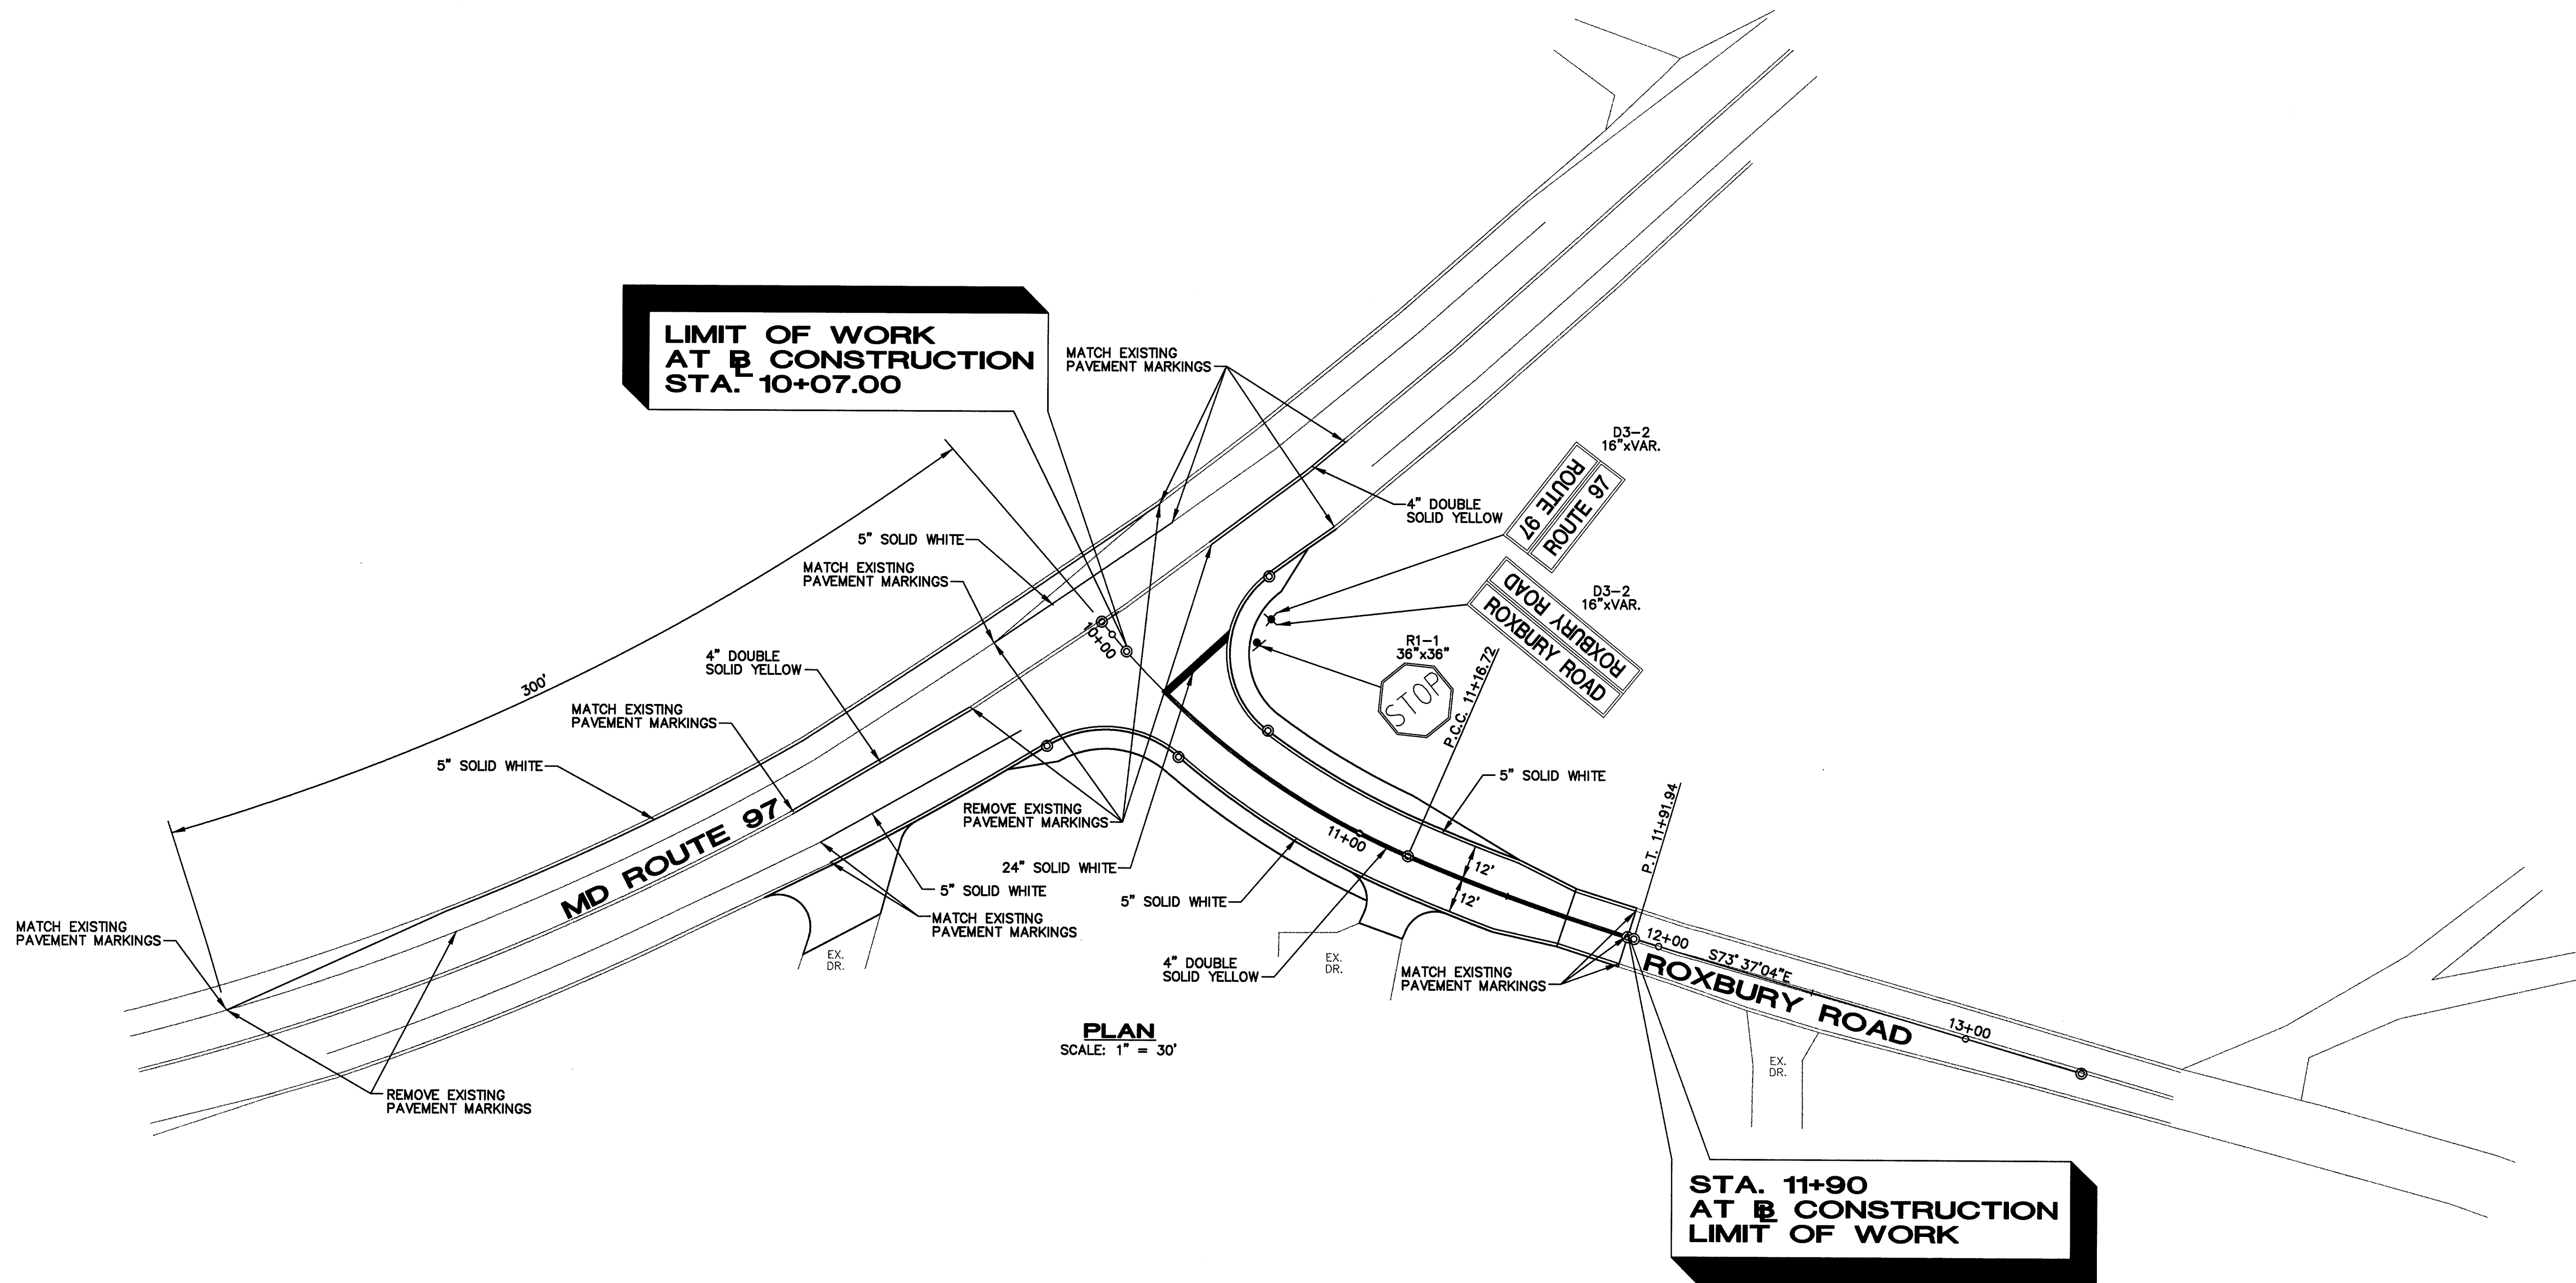 LIMIT OF WORK
AT BL CONSTRUCTION
STA. 10+07.00
MATCH EXISTING
PAVEMENT MARKINGS
D3-2
16"xVAR.
ROUTE 97
ROUTE 97
4" DOUBLE
SOLID YELLOW
5" SOLID WHITE
MATCH EXISTING
PAVEMENT MARKINGS
D3-2
16"xVAR.
ROXBURY ROAD
ROXBURY ROAD
10+00
R1-1
36"x36"
STOP
P.C.C. 11+16.72
4" DOUBLE
SOLID YELLOW
300'
MATCH EXISTING
PAVEMENT MARKINGS
5" SOLID WHITE
5" SOLID WHITE
P.T. 11+91.94
REMOVE EXISTING
PAVEMENT MARKINGS
MD ROUTE 97
11+00
12'
12'
24" SOLID WHITE
5" SOLID WHITE
5" SOLID WHITE
MATCH EXISTING
PAVEMENT MARKINGS
MATCH EXISTING
PAVEMENT MARKINGS
EX.
DR.
EX.
DR.
4" DOUBLE
SOLID YELLOW
MATCH EXISTING
PAVEMENT MARKINGS
12+00
S73°37'04"E
ROXBURY ROAD
13+00
PLAN
SCALE: 1" = 30'
EX.
DR.
REMOVE EXISTING
PAVEMENT MARKINGS
STA. 11+90
AT BL CONSTRUCTION
LIMIT OF WORK